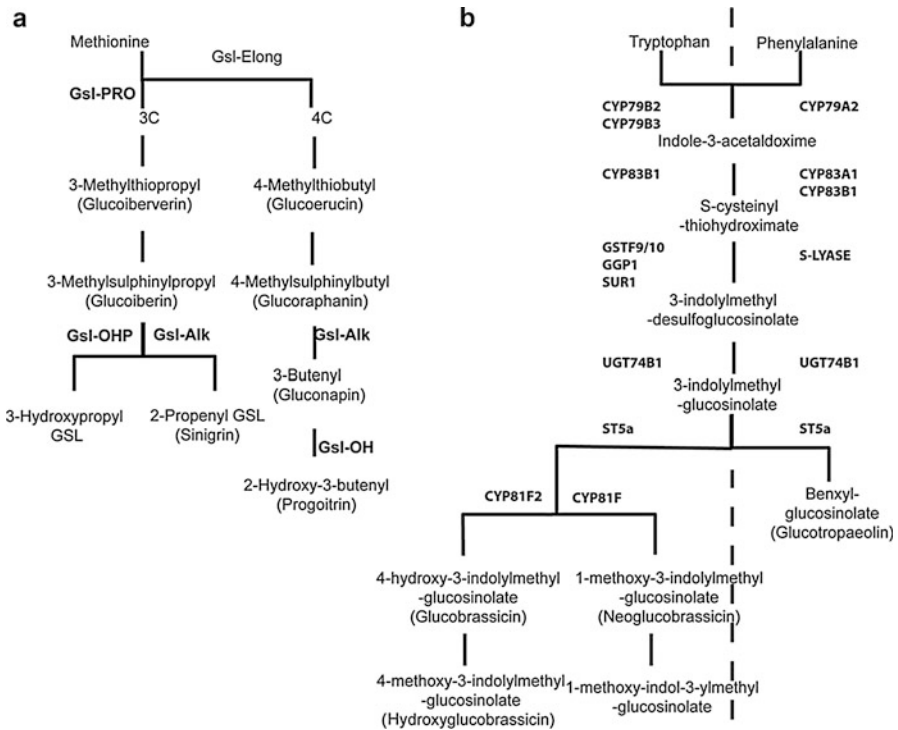 a
Methionine
Gsl-Elong
Gsl-PRO
3C
4C
3-Methylthiopropyl
(Glucoiberverin)
4-Methylthiobutyl
(Glucoerucin)
3-Methylsulphinylpropyl
(Glucoiberin)
4-Methylsulphinylbutyl
(Glucoraphanin)
Gsl-OHP
Gsl-Alk
Gsl-Alk
3-Butenyl
(Gluconapin)
3-Hydroxypropyl
GSL
2-Propenyl GSL
(Sinigrin)
Gsl-OH
2-Hydroxy-3-butenyl
(Progoitrin)
b
Tryptophan
Phenylalanine
CYP79B2
CYP79B3
CYP79A2
Indole-3-acetaldoxime
CYP83B1
CYP83A1
CYP83B1
S-cysteinyl
-thiohydroximate
GSTF9/10
GGP1
SUR1
S-LYASE
3-indolylmethyl
-desulfoglucosinolate
UGT74B1
UGT74B1
3-indolylmethyl
-glucosinolate
ST5a
ST5a
CYP81F2
CYP81F
Benxyl-
glucosinolate
(Glucotropaeolin)
4-hydroxy-3-indolylmethyl
-glucosinolate
(Glucobrassicin)
1-methoxy-3-indolylmethyl
-glucosinolate
(Neoglucobrassicin)
4-methoxy-3-indolylmethyl
-glucosinolate
(Hydroxyglucobrassicin)
1-methoxy-indol-3-ylmethyl
-glucosinolate